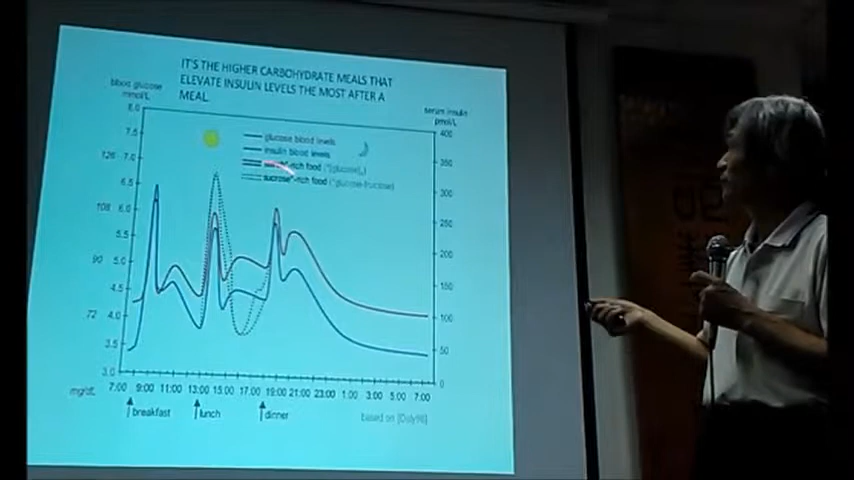 IT'S THE HIGHER CARBOHYDRATE MEALS THAT
ELEVATE INSULIN LEVELS THE MOST AFTER A
MEAL.
blood glucose
mmol/L
serum insulin
pmol/L
8.0
7.5
126 7.0
6.5
108 6.0
5.5
90 5.0
4.5
72 4.0
3.5
3.0
mg/dL
400
350
300
250
200
150
100
50
0
glucose blood levels
insulin blood levels
-rich food
sucrose*-rich food (*glucose-fructose)
7:00 9:00 11:00 13:00 15:00 17:00 19:00 21:00 23:00 1:00 3:00 5:00 7:00
breakfast lunch dinner
based on [Daly98]